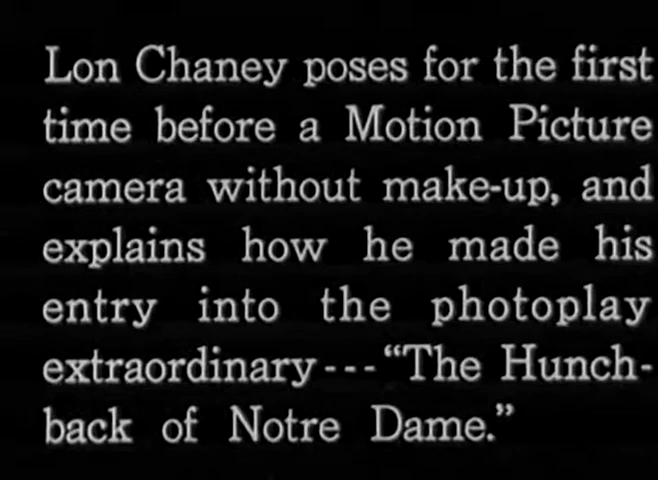 Lon Chaney poses for the first
time before a Motion Picture
camera without make-up, and
explains how he made his
entry into the photoplay
extraordinary---“The Hunch-
back of Notre Dame.”